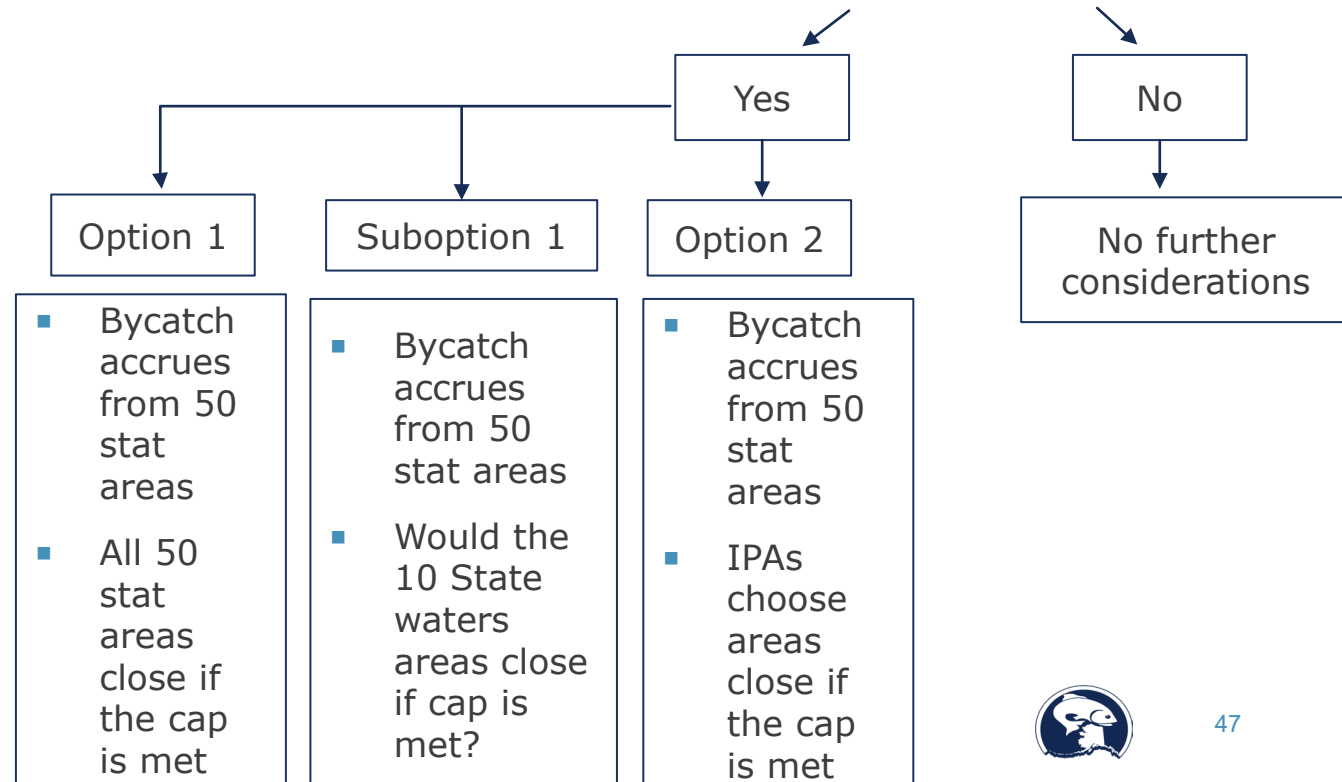 Yes
No
Option 1
Suboption 1
Option 2
No further
considerations
▪ Bycatch
accrues
from 50
stat
areas
▪ All 50
stat
areas
close if
the cap
is met
▪ Bycatch
accrues
from 50
stat areas
▪ Would the
10 State
waters
areas close
if cap is
met?
▪ Bycatch
accrues
from 50
stat
areas
▪ IPAs
choose
areas
close if
the cap
is met
47